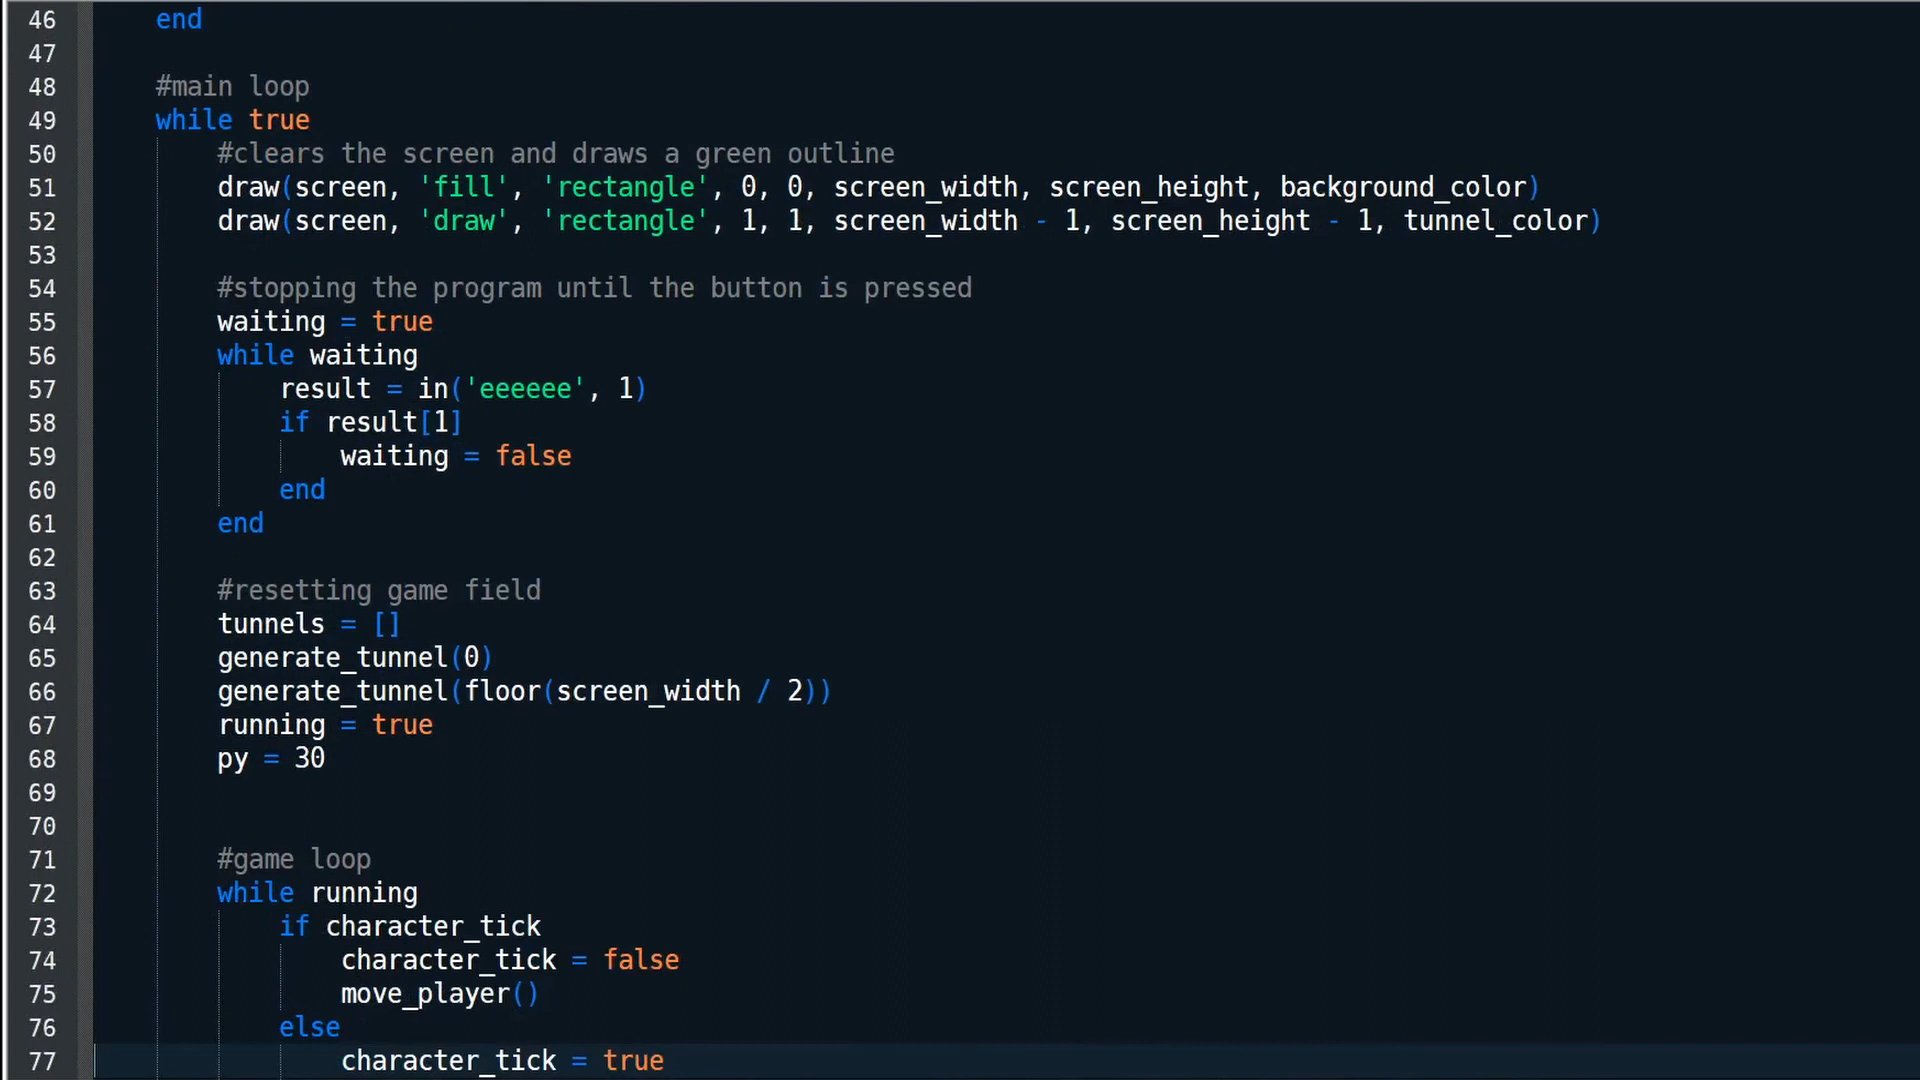 46 end
47
48 #main loop
49 while true
50 #clears the screen and draws a green outline
51 draw(screen, 'fill', 'rectangle', 0, 0, screen_width, screen_height, background_color)
52 draw(screen, 'draw', 'rectangle', 1, 1, screen_width - 1, screen_height - 1, tunnel_color)
53
54 #stopping the program until the button is pressed
55 waiting = true
56 while waiting
57 result = in('eeeeee', 1)
58 if result[1]
59 waiting = false
60 end
61 end
62
63 #resetting game field
64 tunnels = []
65 generate_tunnel(0)
66 generate_tunnel(floor(screen_width / 2))
67 running = true
68 py = 30
69
70
71 #game loop
72 while running
73 if character_tick
74 character_tick = false
75 move_player()
76 else
77 character_tick = true